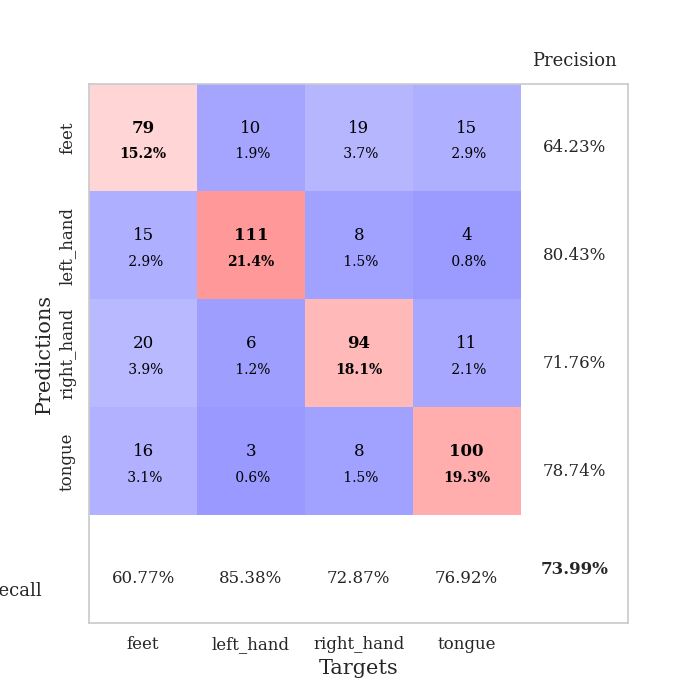 Precision
feet
79 10 19 15
15.2% 1.9% 3.7% 2.9%
64.23%
left_hand
15 111 8 4
2.9% 21.4% 1.5% 0.8%
80.43%
Predictions
right_hand
20 6 94 11
3.9% 1.2% 18.1% 2.1%
71.76%
tongue
16 3 8 100
3.1% 0.6% 1.5% 19.3%
78.74%
ecall
60.77% 85.38% 72.87% 76.92% 73.99%
feet left_hand right_hand tongue
Targets